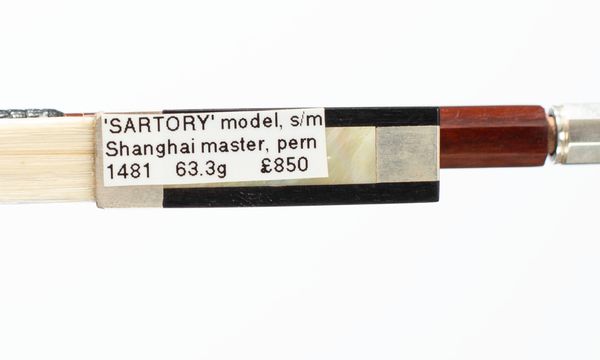 'SARTORY' model, s/m
Shanghai master, pern
1481 63.3g £850